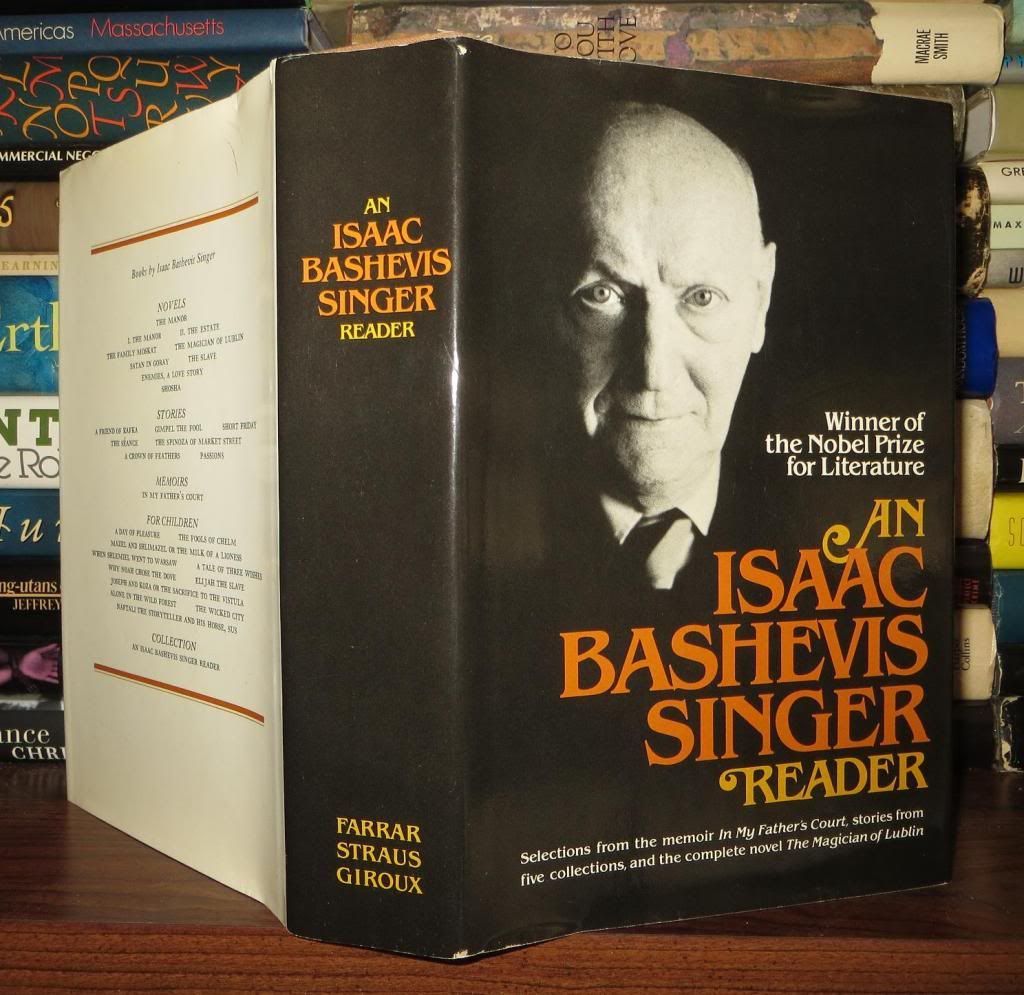 Americas Massachusetts
MACRAE
SMITH
Books by Isaac Bashevis Singer
NOVELS
THE MANOR
I. THE MANOR II. THE ESTATE
THE FAMILY MOSKAT THE MAGICIAN OF LUBLIN
SATAN IN GORAY THE SLAVE
ENEMIES, A LOVE STORY
SHOSHA
STORIES
A FRIEND OF KAFKA GIMPEL THE FOOL SHORT FRIDAY
THE SÉANCE THE SPINOZA OF MARKET STREET
A CROWN OF FEATHERS PASSIONS
MEMOIRS
IN MY FATHER'S COURT
FOR CHILDREN
A DAY OF PLEASURE THE FOOLS OF CHELM
MAZEL AND SHLIMAZEL OR THE MILK OF A LIONESS
WHEN SHLEMIEL WENT TO WARSAW A TALE OF THREE WISHES
WHY NOAH CHOSE THE DOVE ELIJAH THE SLAVE
JOSEPH AND KOZA OR THE SACRIFICE TO THE VISTULA
ALONE IN THE WILD FOREST THE WICKED CITY
NAFTALI THE STORYTELLER AND HIS HORSE, SUS
COLLECTION
AN ISAAC BASHEVIS SINGER READER
AN
ISAAC
BASHEVIS
SINGER
READER
FARRAR
STRAUS
GIROUX
Winner of
the Nobel Prize
for Literature
AN
ISAAC
BASHEVIS
SINGER
READER
Selections from the memoir In My Father's Court, stories from
five collections, and the complete novel The Magician of Lublin
ng-utans
JEFFREY
Collins